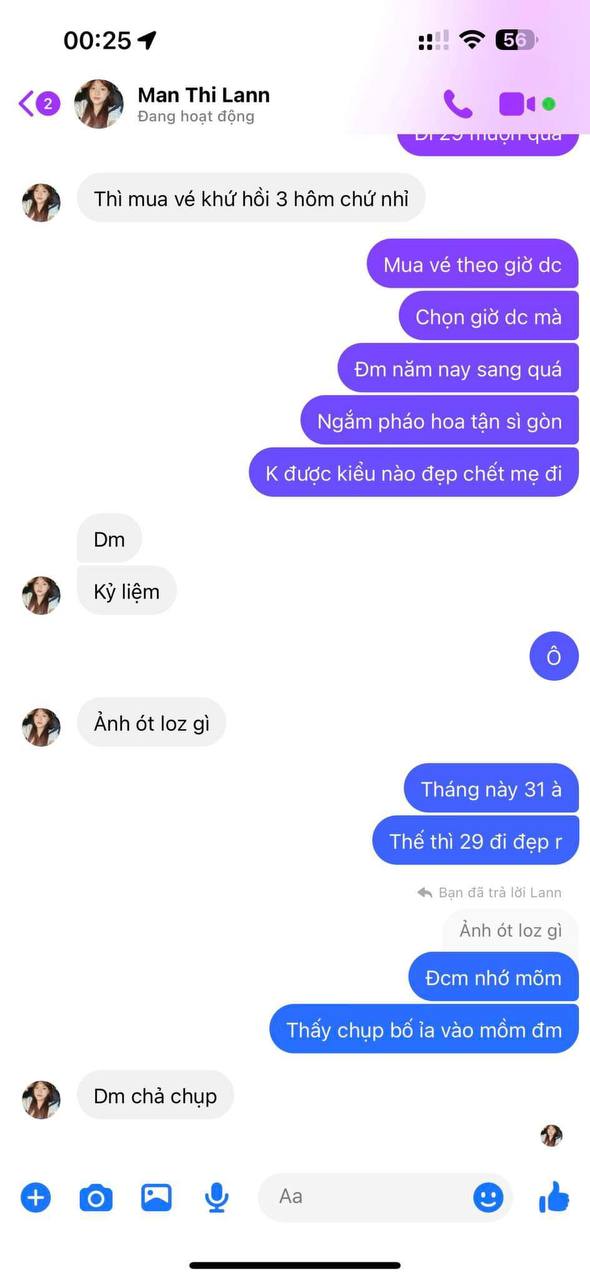 00:25
56
2
Man Thi Lann
Đang hoạt động
Đi 29 muộn quá
Thì mua vé khứ hồi 3 hôm chứ nhỉ
Mua vé theo giờ dc
Chọn giờ dc mà
Đm năm nay sang quá
Ngắm pháo hoa tận sì gòn
K được kiểu nào đẹp chết mẹ đi
Dm
Kỷ liệm
Ô
Ảnh ót loz gì
Tháng này 31 à
Thế thì 29 đi đẹp r
Bạn đã trả lời Lann
Ảnh ót loz gì
Đcm nhớ mõm
Thấy chụp bố ỉa vào mồm đm
Dm chả chụp
Aa